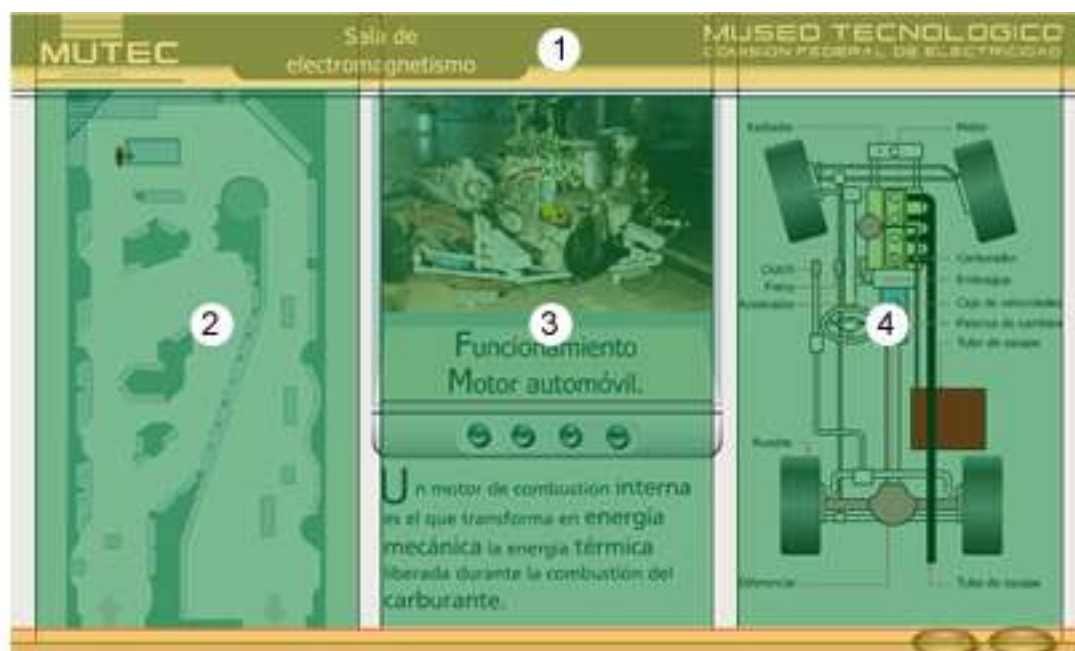 MUTEC
Sala de
electromagnetismo
1
MUSEO TECNOLOGICO
COMISION FEDERAL DE ELECTRICIDAD
2
3
Funcionamiento
Motor automóvil.
Un motor de combustión interna
es el que transforma en energía
mecánica la energía térmica
liberada durante la combustión del
carburante.
Radiador
Motor
4
Clutch
Freno
Acelerador
Carburador
Embrague
Caja de velocidades
Palanca de cambios
Tubo de escape
Rueda
Diferencial
Tubo de escape